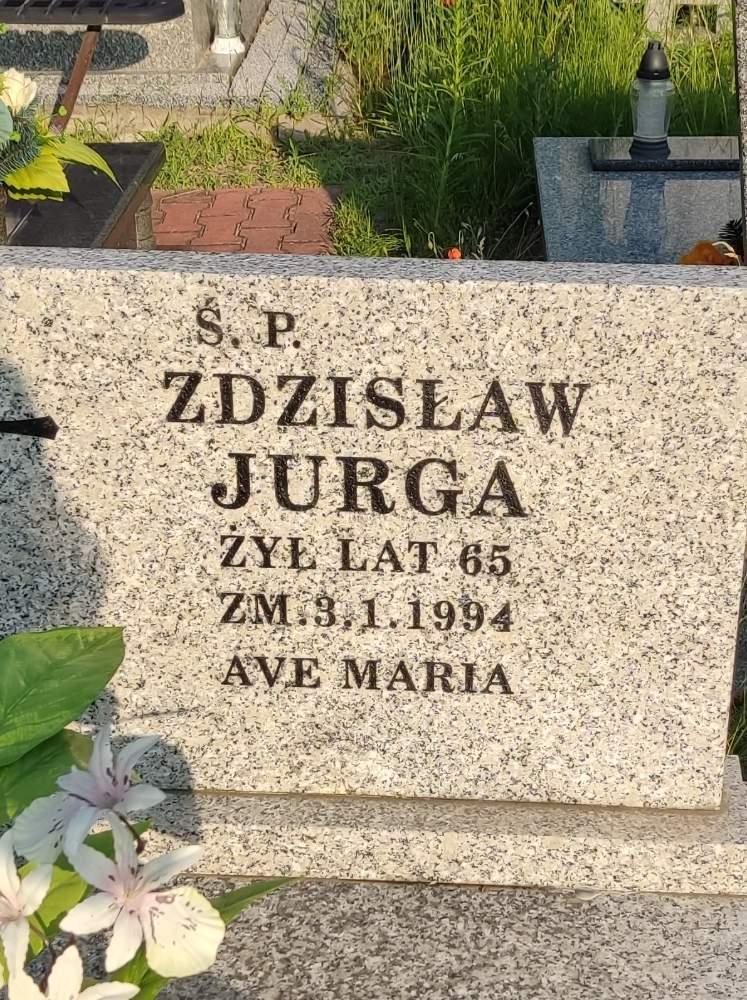 Ś. P.
ZDZISŁAW
JURGA
ŻYŁ LAT 65
ZM.3.1.1994
AVE MARIA